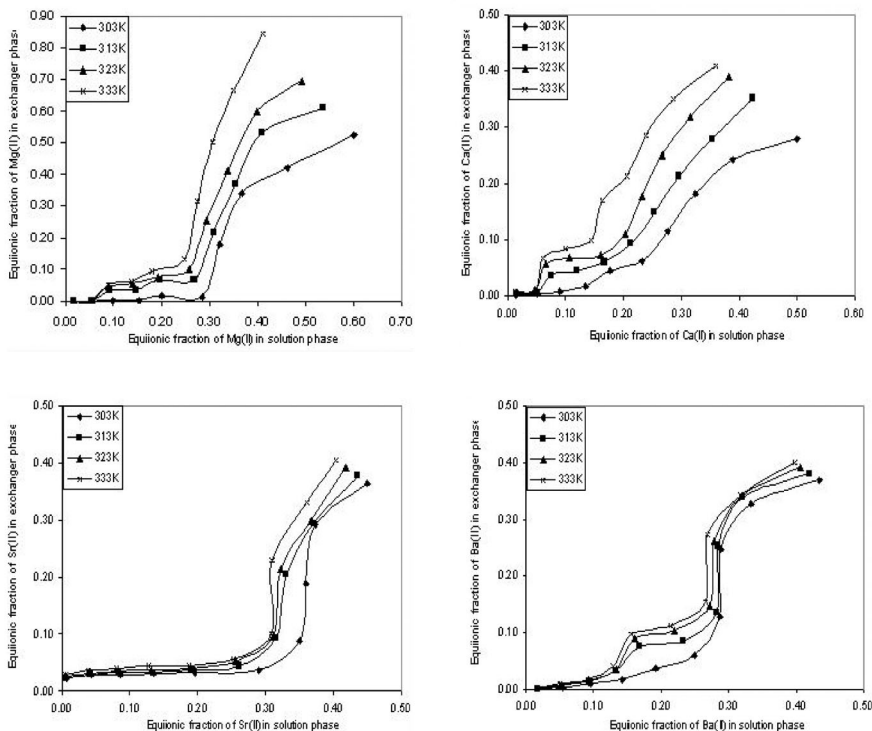 Equiionic fraction of Mg(II) in exchanger phase
0.90
0.80
0.70
0.60
0.50
0.40
0.30
0.20
0.10
0.00
303K
313K
323K
333K
0.00 0.10 0.20 0.30 0.40 0.50 0.60 0.70
Equiionic fraction of Mg(II) in solution phase
Equiionic fraction of Ca(II) in exchanger phase
0.50
0.40
0.30
0.20
0.10
0.00
303K
313K
323K
333K
0.00 0.10 0.20 0.30 0.40 0.50 0.60
Equiionic fraction of Ca(II) in solution phase
Equiionic fraction of Sr(II) in exchanger phase
0.50
0.40
0.30
0.20
0.10
0.00
303K
313K
323K
333K
0.00 0.10 0.20 0.30 0.40 0.50
Equiionic fraction of Sr(II) in solution phase
Equiionic fraction of Ba(II) in exchanger phase
0.50
0.40
0.30
0.20
0.10
0.00
303K
313K
323K
333K
0.00 0.10 0.20 0.30 0.40 0.50
Equiionic fraction of Ba(II) in solution phase